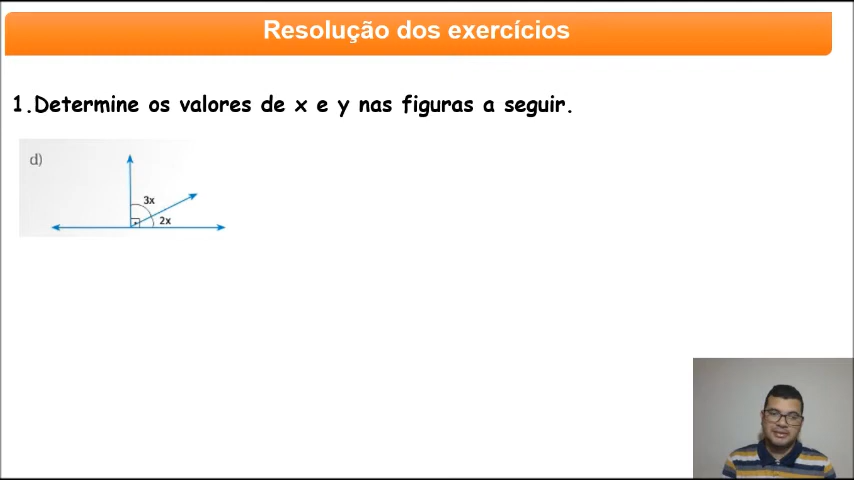 Resolução dos exercícios
1.Determine os valores de x e y nas figuras a seguir.
d)
3x
2x